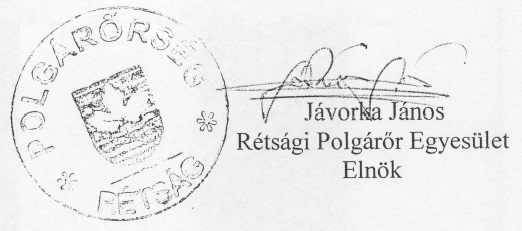 POLGÁRŐRSÉG
* RÉTSÁG *
Jávorka János
Rétsági Polgárőr Egyesület
Elnök